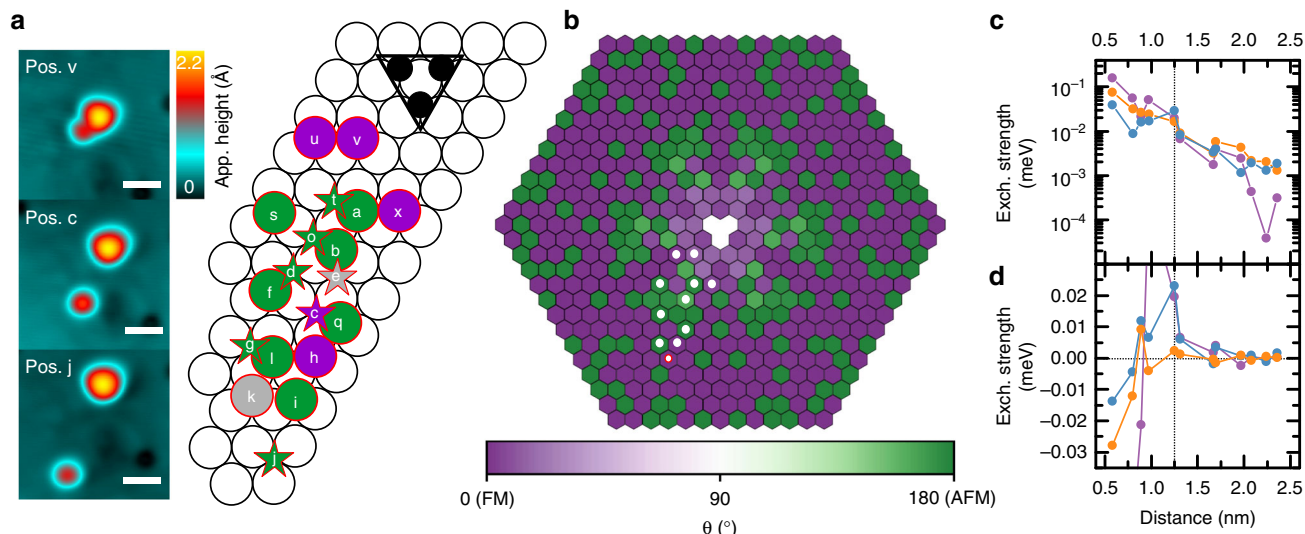 a
Pos. v
2.2
App. height (Å)
0
Pos. c
Pos. j
u
v
t
s
a
x
o
b
d
e
f
c
q
g
l
h
k
i
j
b
0 (FM)
90
180 (AFM)
θ (°)
c
0.5
1.0
1.5
2.0
2.5
Exch. strength
(meV)
10⁻¹
10⁻²
10⁻³
10⁻⁴
d
Exch. strength
(meV)
0.02
0.01
0.00
−0.01
−0.02
−0.03
0.5
1.0
1.5
2.0
2.5
Distance (nm)